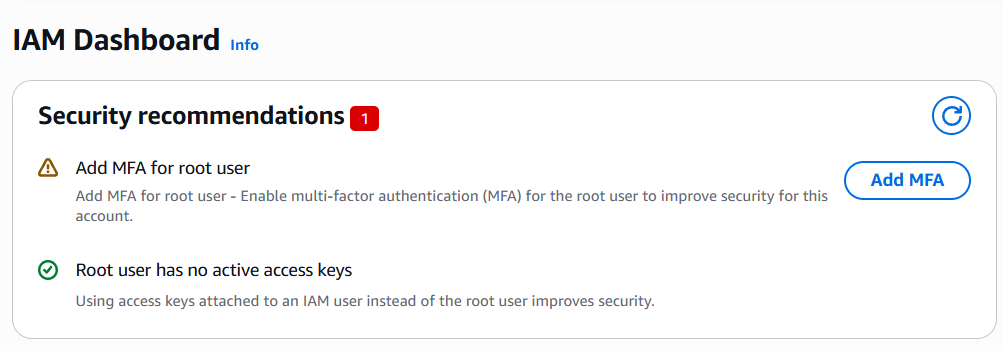 IAM Dashboard Info
Security recommendations 1
Add MFA for root user
Add MFA for root user - Enable multi-factor authentication (MFA) for the root user to improve security for this
account.
Add MFA
Root user has no active access keys
Using access keys attached to an IAM user instead of the root user improves security.